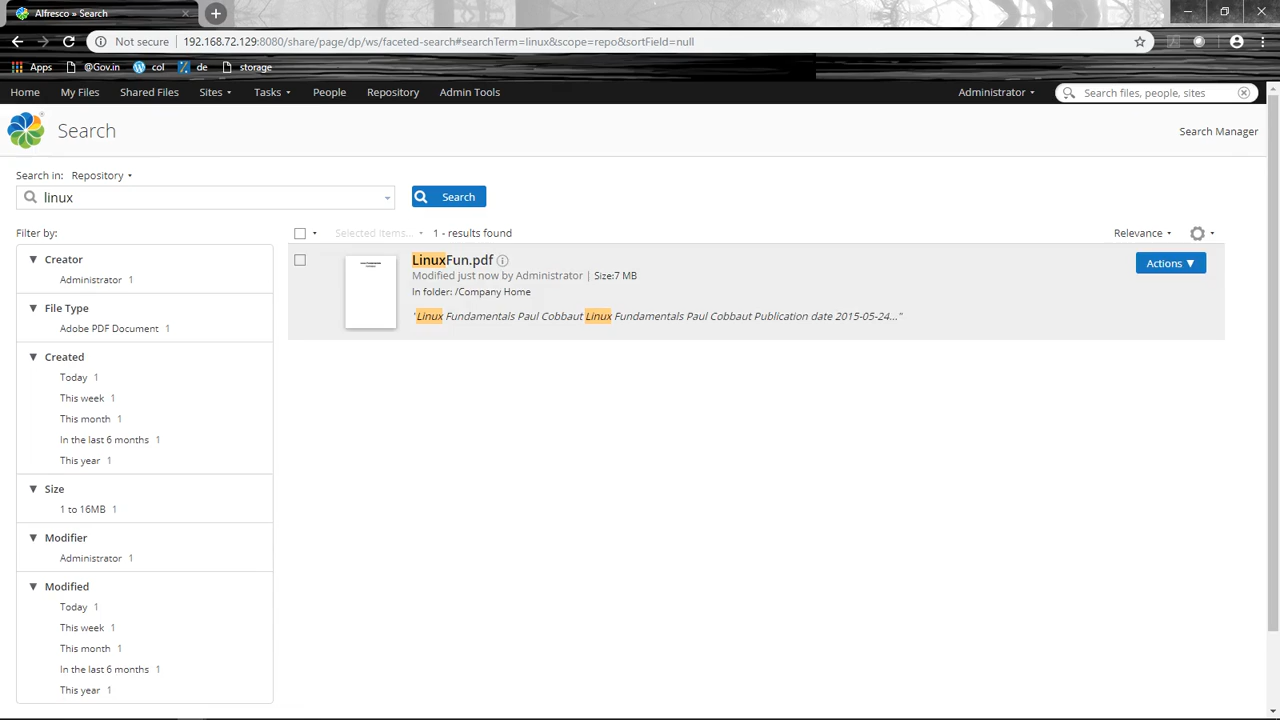 Alfresco » Search
Not secure 192.168.72.129:8080/share/page/dp/ws/faceted-search#searchTerm=linux&scope=repo&sortField=null
Apps @Gov.in col de storage
Home My Files Shared Files Sites Tasks People Repository Admin Tools Administrator Search files, people, sites
Search Search Manager
Search in: Repository
linux Search
Filter by: Selected Items... 1 - results found Relevance
Creator
Administrator 1
File Type
Adobe PDF Document 1
Created
Today 1
This week 1
This month 1
In the last 6 months 1
This year 1
Size
1 to 16MB 1
Modifier
Administrator 1
Modified
Today 1
This week 1
This month 1
In the last 6 months 1
This year 1
LinuxFun.pdf
Actions ▼
Modified just now by Administrator | Size:7 MB
In folder: /Company Home
"Linux Fundamentals Paul Cobbaut Linux Fundamentals Paul Cobbaut Publication date 2015-05-24..."